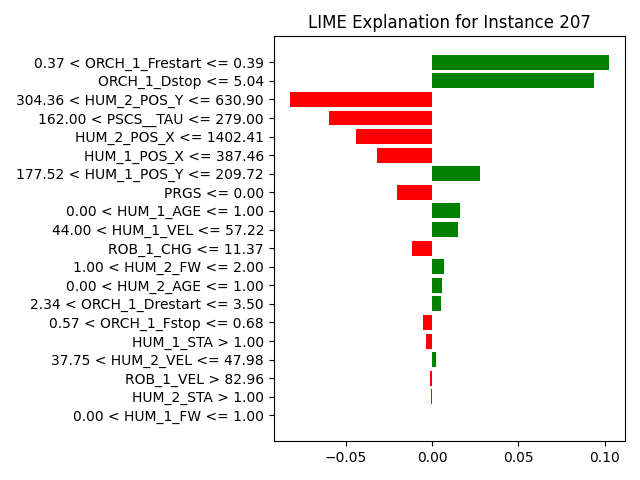 LIME Explanation for Instance 207
0.37 < ORCH_1_Frestart <= 0.39
ORCH_1_Dstop <= 5.04
304.36 < HUM_2_POS_Y <= 630.90
162.00 < PSCS__TAU <= 279.00
HUM_2_POS_X <= 1402.41
HUM_1_POS_X <= 387.46
177.52 < HUM_1_POS_Y <= 209.72
PRGS <= 0.00
0.00 < HUM_1_AGE <= 1.00
44.00 < HUM_1_VEL <= 57.22
ROB_1_CHG <= 11.37
1.00 < HUM_2_FW <= 2.00
0.00 < HUM_2_AGE <= 1.00
2.34 < ORCH_1_Drestart <= 3.50
0.57 < ORCH_1_Fstop <= 0.68
HUM_1_STA > 1.00
37.75 < HUM_2_VEL <= 47.98
ROB_1_VEL > 82.96
HUM_2_STA > 1.00
0.00 < HUM_1_FW <= 1.00
−0.05 0.00 0.05 0.10